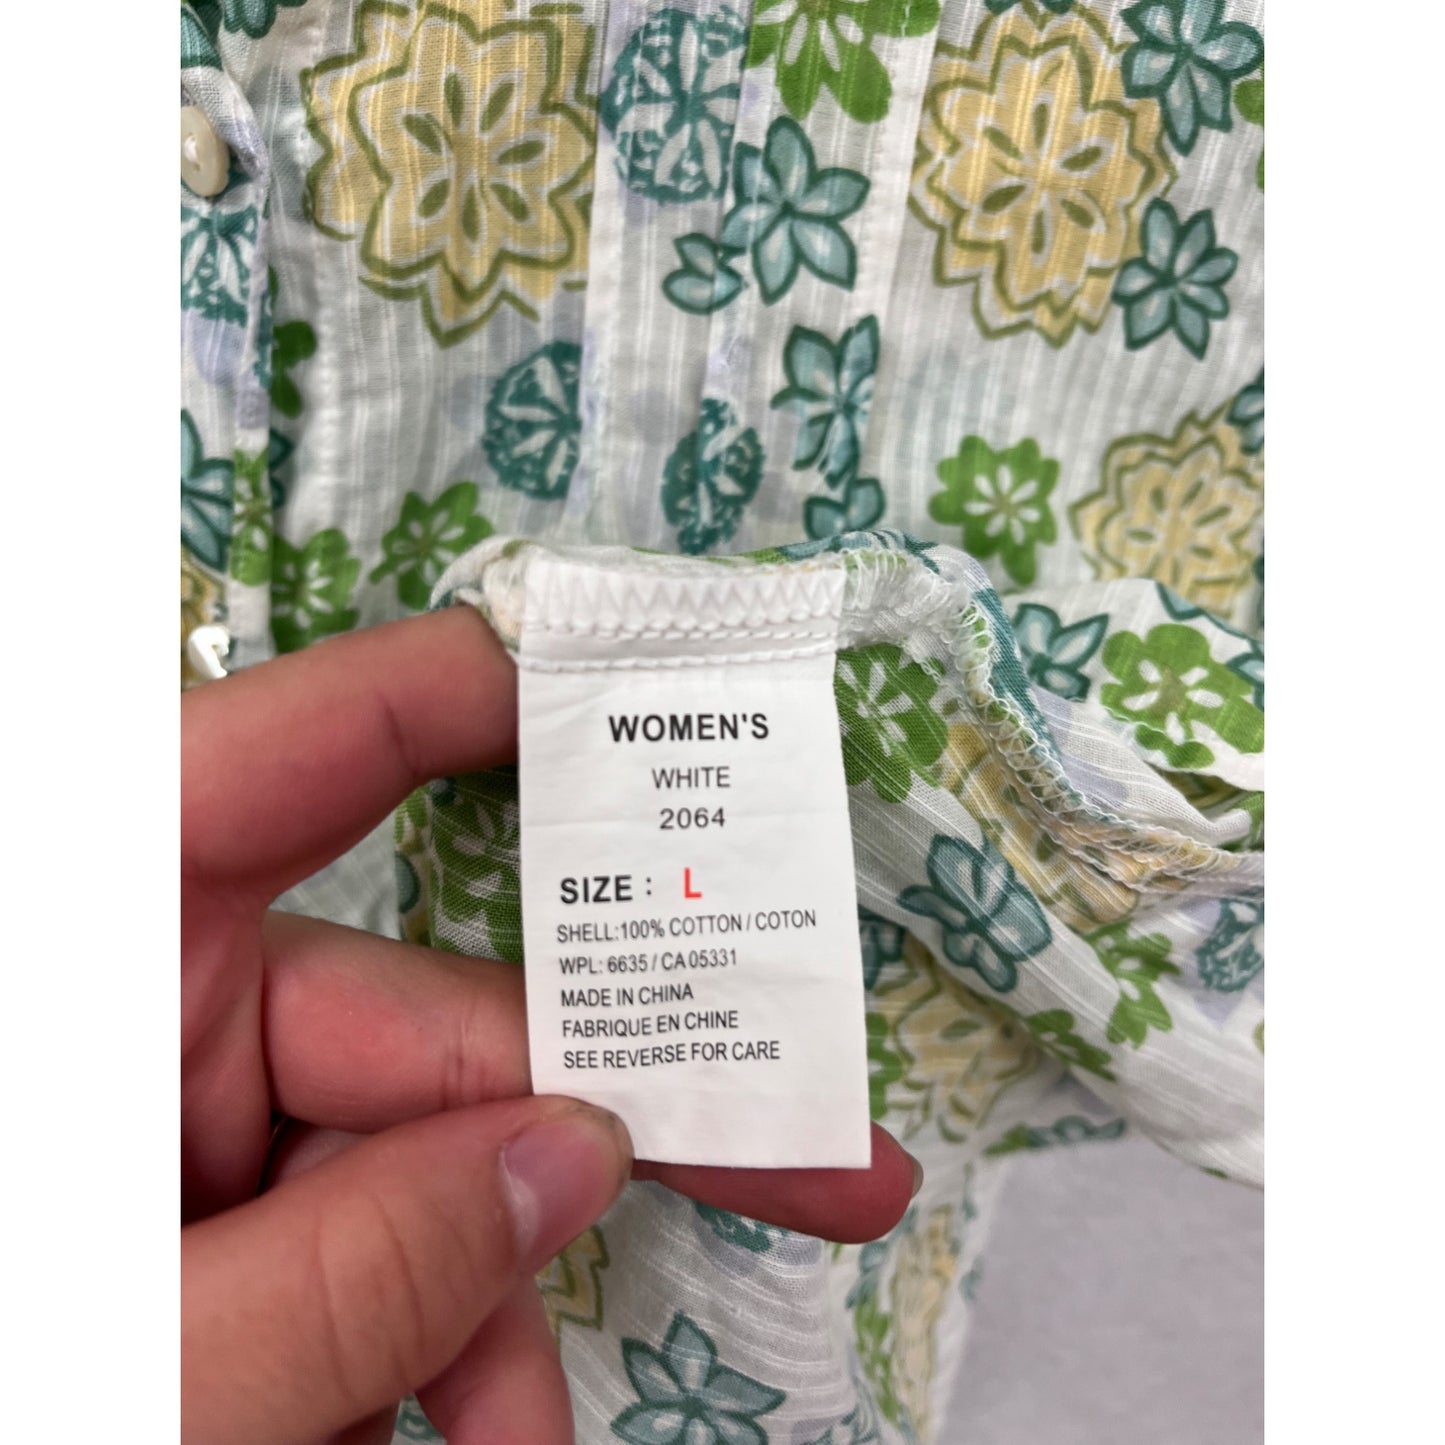 WOMEN'S
WHITE
2064
SIZE : L
SHELL:100% COTTON / COTON
WPL: 6635 / CA 05331
MADE IN CHINA
FABRIQUE EN CHINE
SEE REVERSE FOR CARE